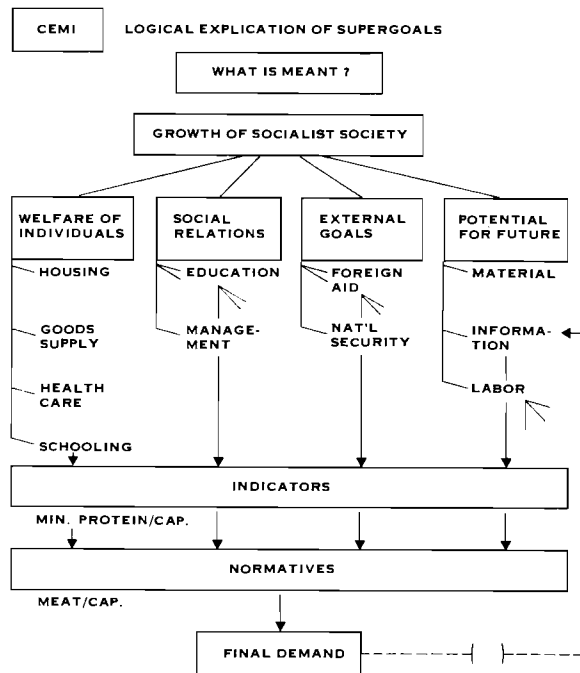 CEMI
LOGICAL EXPLICATION OF SUPERGOALS
WHAT IS MEANT ?
GROWTH OF SOCIALIST SOCIETY
WELFARE OF
INDIVIDUALS
SOCIAL
RELATIONS
EXTERNAL
GOALS
POTENTIAL
FOR FUTURE
HOUSING
GOODS
SUPPLY
HEALTH
CARE
SCHOOLING
EDUCATION
MANAGE-
MENT
FOREIGN
AID
NAT'L
SECURITY
MATERIAL
INFORMA-
TION
LABOR
INDICATORS
MIN. PROTEIN/CAP.
NORMATIVES
MEAT/CAP.
FINAL DEMAND